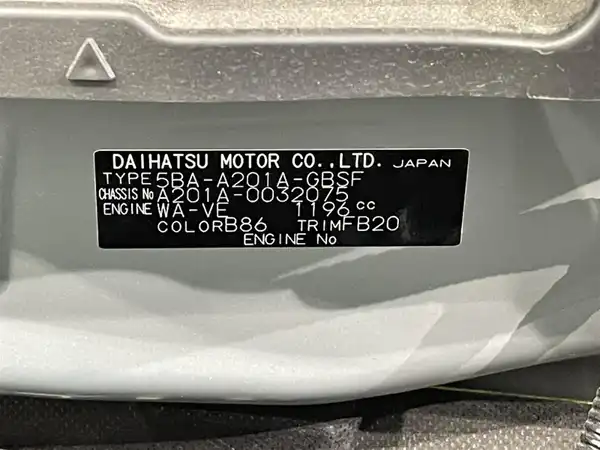 DAIHATSU MOTOR CO.,LTD. JAPAN
TYPE 5BA-A201A-GBSF
CHASSIS No A201A-0032075
ENGINE WA-VE 1196 cc
COLOR B86 TRIM FB20
ENGINE No